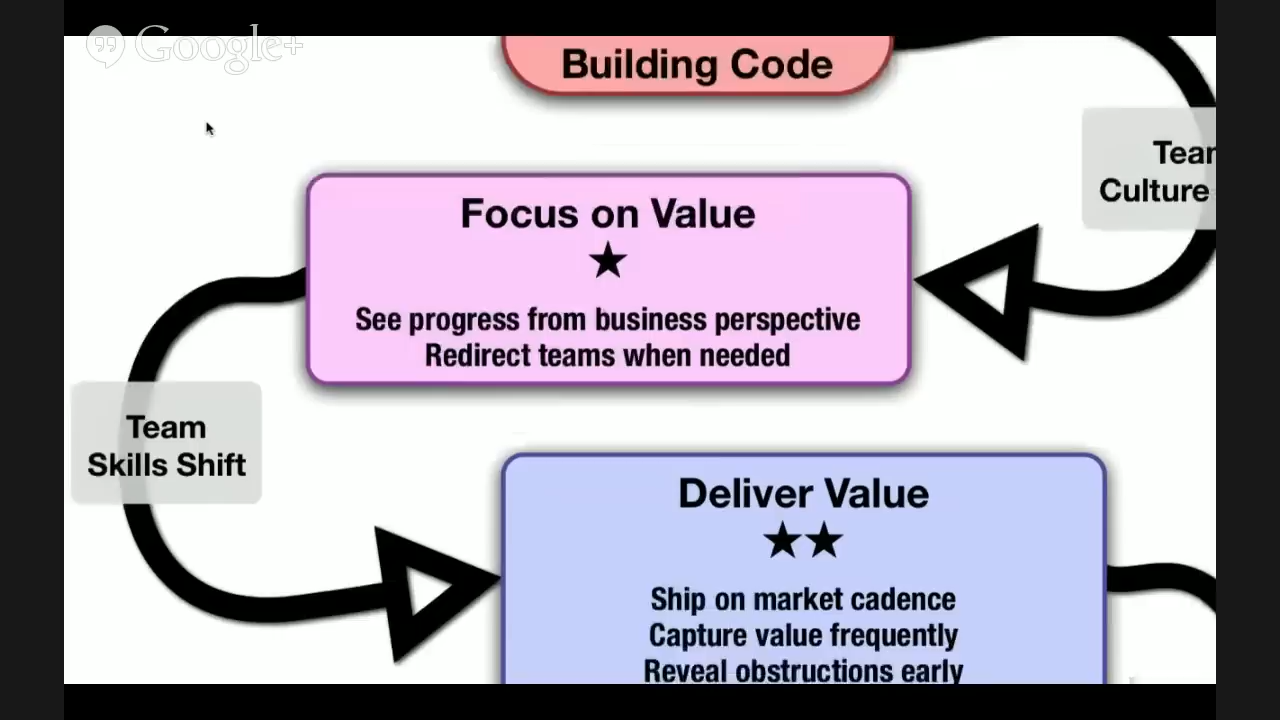 Google+
Building Code
Focus on Value
★
See progress from business perspective
Redirect teams when needed
Culture
Team
Skills Shift
Deliver Value
★★
Ship on market cadence
Capture value frequently
Reveal obstructions early